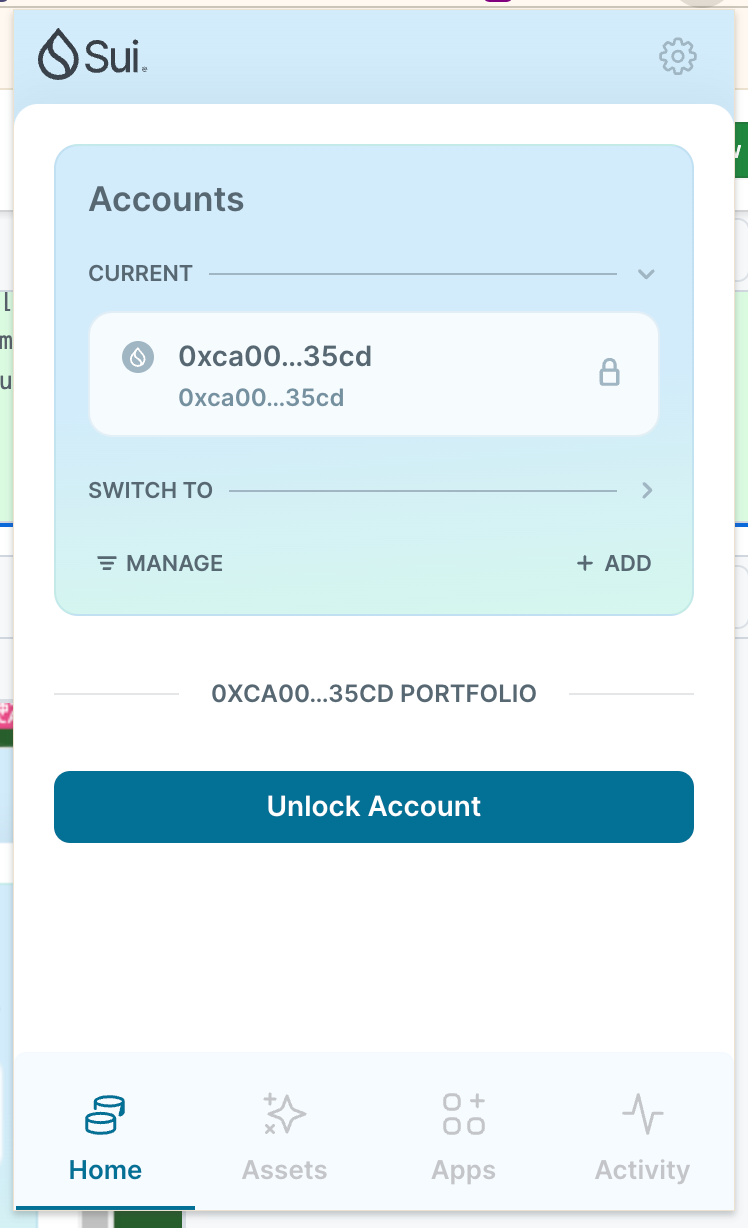 Sui
Accounts
CURRENT
0xca00...35cd
0xca00...35cd
SWITCH TO
MANAGE
+ ADD
0XCA00...35CD PORTFOLIO
Unlock Account
Home
Assets
Apps
Activity